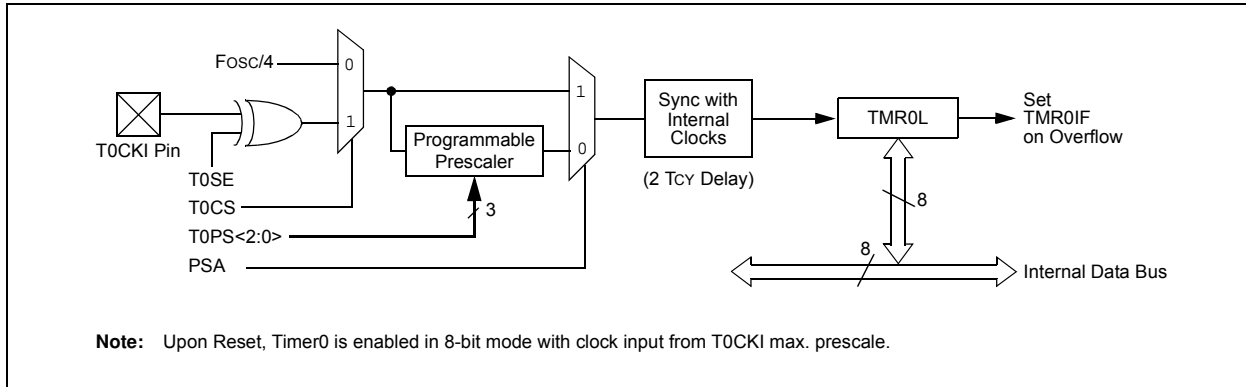 FOSC/4
0
1
T0CKI Pin
T0SE
T0CS
T0PS<2:0>
PSA
Programmable
Prescaler
3
1
0
Sync with
Internal
Clocks
(2 TCY Delay)
TMR0L
Set
TMR0IF
on Overflow
8
8
Internal Data Bus
Note: Upon Reset, Timer0 is enabled in 8-bit mode with clock input from T0CKI max. prescale.